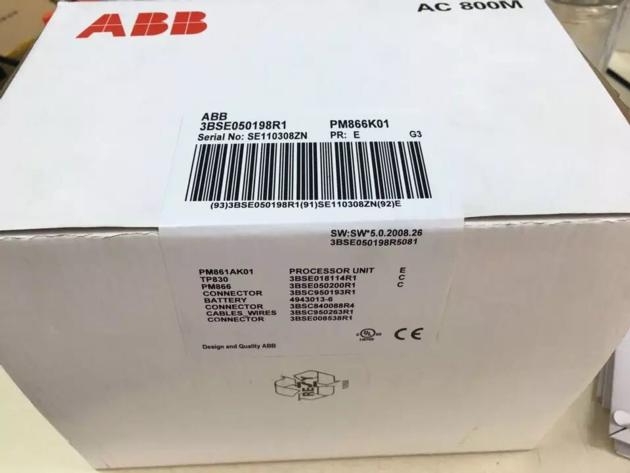 ABB
AC 800M
ABB
3BSE050198R1 PM866K01
Serial No: SE110308ZN PR: E G3
(93)3BSE050198R1(91)SE110308ZN(92)E
SW:SW*5.0.2008.26
3BSE050198R5081
PM861AK01 PROCESSOR UNIT E
TP830 3BSE018114R1 C
PM866 3BSE050200R1 C
CONNECTOR 3BSC950193R1
BATTERY 4943013-6
CONNECTOR 3BSC840088R4
CABLES_WIRES 3BSC950263R1
CONNECTOR 3BSE008538R1
UL
CE
Design and Quality ABB
RESY